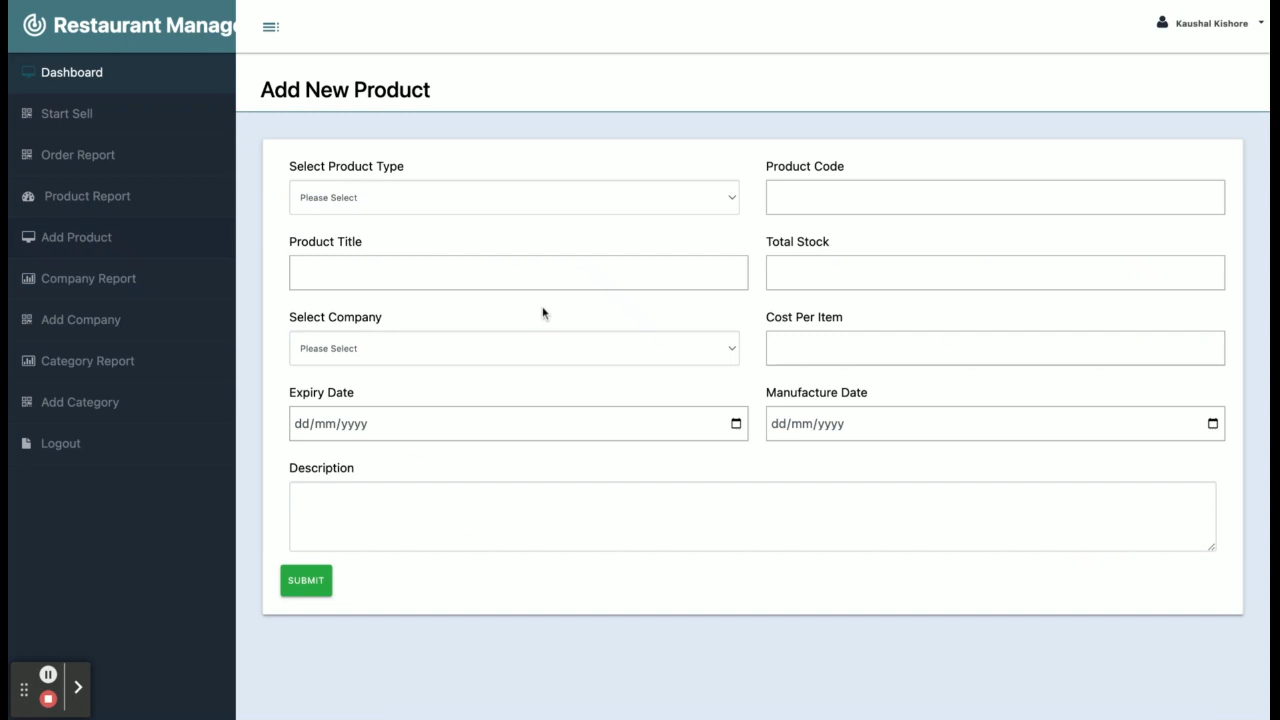 Restaurant Manage
Kaushal Kishore
Dashboard
Start Sell
Order Report
Product Report
Add Product
Company Report
Add Company
Category Report
Add Category
Logout
Add New Product
Select Product Type
Product Code
Please Select
Product Title
Total Stock
Select Company
Cost Per Item
Please Select
Expiry Date
Manufacture Date
dd/mm/yyyy
dd/mm/yyyy
Description
SUBMIT